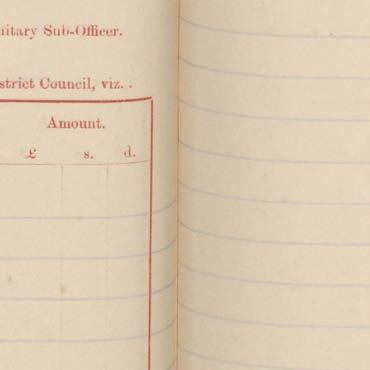 nitary Sub-Officer.
strict Council, viz. .
Amount.
£ s. d.